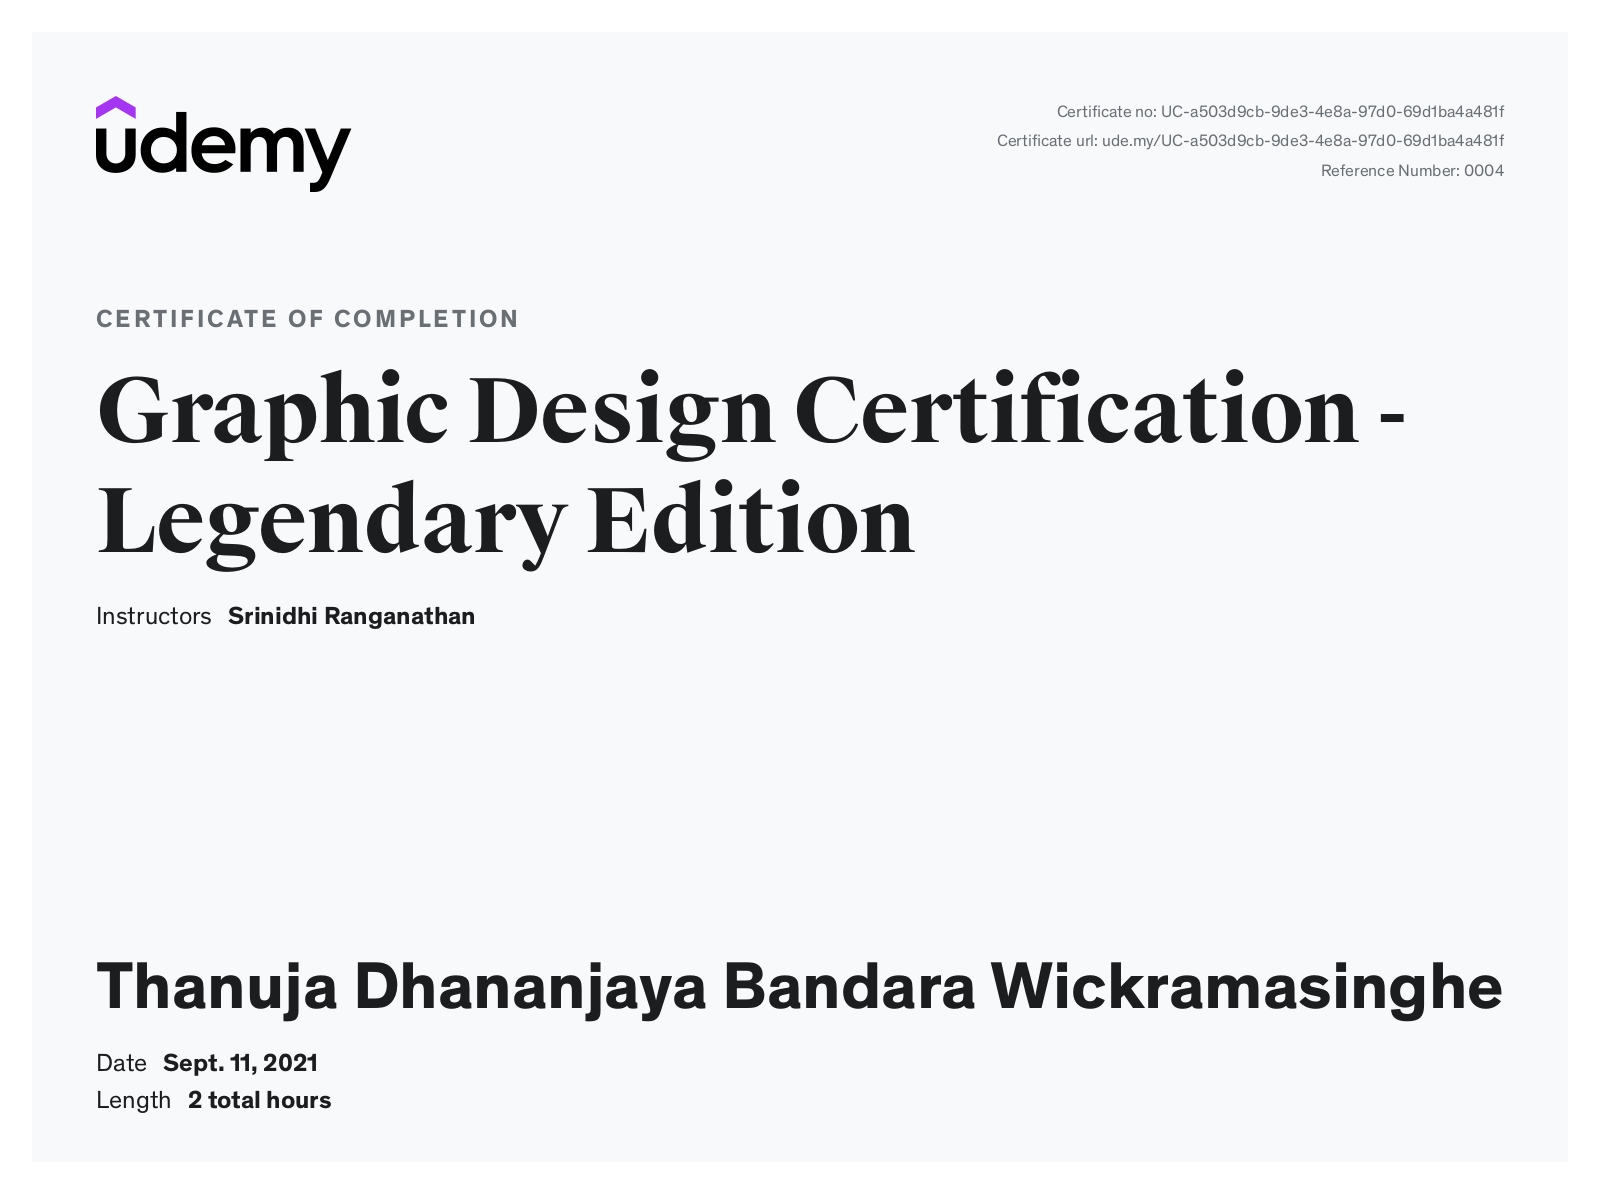 udemy
Certificate no: UC-a503d9cb-9de3-4e8a-97d0-69d1ba4a481f
Certificate url: ude.my/UC-a503d9cb-9de3-4e8a-97d0-69d1ba4a481f
Reference Number: 0004
CERTIFICATE OF COMPLETION
Graphic Design Certification -
Legendary Edition
Instructors Srinidhi Ranganathan
Thanuja Dhananjaya Bandara Wickramasinghe
Date Sept. 11, 2021
Length 2 total hours